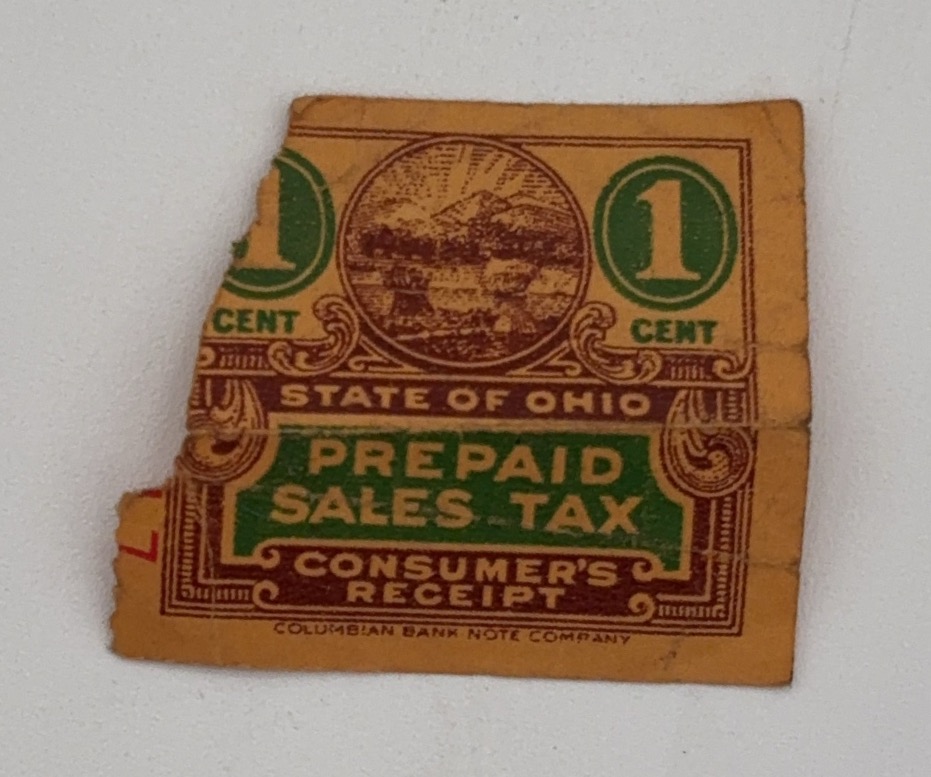 1 1
CENT CENT
STATE OF OHIO
PREPAID
SALES TAX
CONSUMER'S
RECEIPT
COLUMBIAN BANK NOTE COMPANY